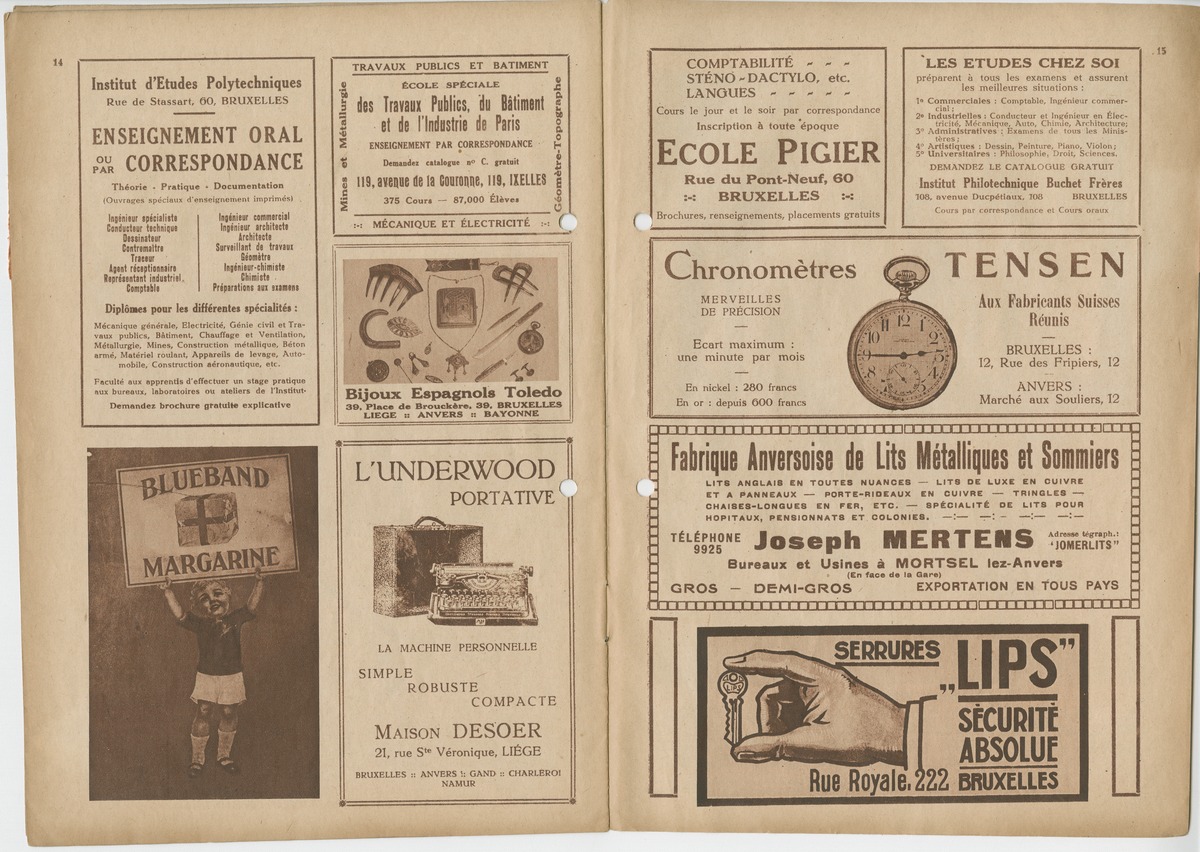 14
Institut d'Etudes Polytechniques
Rue de Stassart, 60, BRUXELLES
ENSEIGNEMENT ORAL
OU PAR CORRESPONDANCE
Théorie - Pratique - Documentation
(Ouvrages spéciaux d'enseignement imprimés)
Ingénieur spécialiste
Conducteur technique
Dessinateur
Contremaître
Traceur
Agent réceptionnaire
Représentant industriel.
Comptable
Ingénieur commercial
Ingénieur architecte
Architecte
Surveillant de travaux
Géomètre
Ingénieur-chimiste
Chimiste
Préparations aux examens
Diplômes pour les différentes spécialités :
Mécanique générale, Electricité, Génie civil et Tra-
vaux publics, Bâtiment, Chauffage et Ventilation,
Métallurgie, Mines, Construction métallique, Béton
armé, Matériel roulant, Appareils de levage, Auto-
mobile, Construction aéronautique, etc.
Faculté aux apprentis d'effectuer un stage pratique
aux bureaux, laboratoires ou ateliers de l'Institut-
Demandez brochure gratuite explicative
TRAVAUX PUBLICS ET BATIMENT
Mines et Métallurgie
ÉCOLE SPÉCIALE
des Travaux Publics, du Bâtiment
et de l'Industrie de Paris
ENSEIGNEMENT PAR CORRESPONDANCE
Demandez catalogue nº C. gratuit
119, avenue de la Couronne, 119, IXELLES
375 Cours — 87,000 Élèves
Géomètre-Topographe
:-: MÉCANIQUE ET ÉLECTRICITÉ :-:
Bijoux Espagnols Toledo
39, Place de Brouckère, 39, BRUXELLES
LIEGE :: ANVERS :: BAYONNE
BLUEBAND
MARGARINE
L'UNDERWOOD
PORTATIVE
LA MACHINE PERSONNELLE
SIMPLE
ROBUSTE
COMPACTE
MAISON DESOER
21, rue Ste Véronique, LIÉGE
BRUXELLES :: ANVERS :: GAND :: CHARLEROI
NAMUR
15
COMPTABILITÉ - - -
STÉNO-DACTYLO, etc.
LANGUES - - - - -
Cours le jour et le soir par correspondance
Inscription à toute époque
ECOLE PIGIER
Rue du Pont-Neuf, 60
:-: BRUXELLES :-:
Brochures, renseignements, placements gratuits
LES ETUDES CHEZ SOI
préparent à tous les examens et assurent
les meilleures situations :
1º Commerciales : Comptable, Ingénieur commer-
cial ;
2º Industrielles : Conducteur et Ingénieur en Élec-
tricité, Mécanique, Auto, Chimie, Architecture;
3º Administratives : Examens de tous les Minis-
tères;
4º Artistiques : Dessin, Peinture, Piano, Violon;
5º Universitaires : Philosophie, Droit, Sciences.
DEMANDEZ LE CATALOGUE GRATUIT
Institut Philotechnique Buchet Frères
108, avenue Ducpétiaux, 108 BRUXELLES
Cours par correspondance et Cours oraux
Chronomètres TENSEN
MERVEILLES
DE PRÉCISION
Ecart maximum :
une minute par mois
En nickel : 280 francs
En or : depuis 600 francs
Aux Fabricants Suisses
Réunis
BRUXELLES :
12, Rue des Fripiers, 12
ANVERS :
Marché aux Souliers, 12
Fabrique Anversoise de Lits Métalliques et Sommiers
LITS ANGLAIS EN TOUTES NUANCES — LITS DE LUXE EN CUIVRE
ET A PANNEAUX — PORTE-RIDEAUX EN CUIVRE — TRINGLES —
CHAISES-LONGUES EN FER, ETC. — SPÉCIALITÉ DE LITS POUR
HOPITAUX, PENSIONNATS ET COLONIES. —:— —:— —:— —:—
TÉLÉPHONE
9925
Joseph MERTENS
Adresse tégraph.:
'JOMERLITS'
Bureaux et Usines à MORTSEL lez-Anvers
(En face de la Gare)
GROS — DEMI-GROS EXPORTATION EN TOUS PAYS
SERRURES
„LIPS”
LIPS
SÉCURITÉ
ABSOLUE
Rue Royale, 222 BRUXELLES